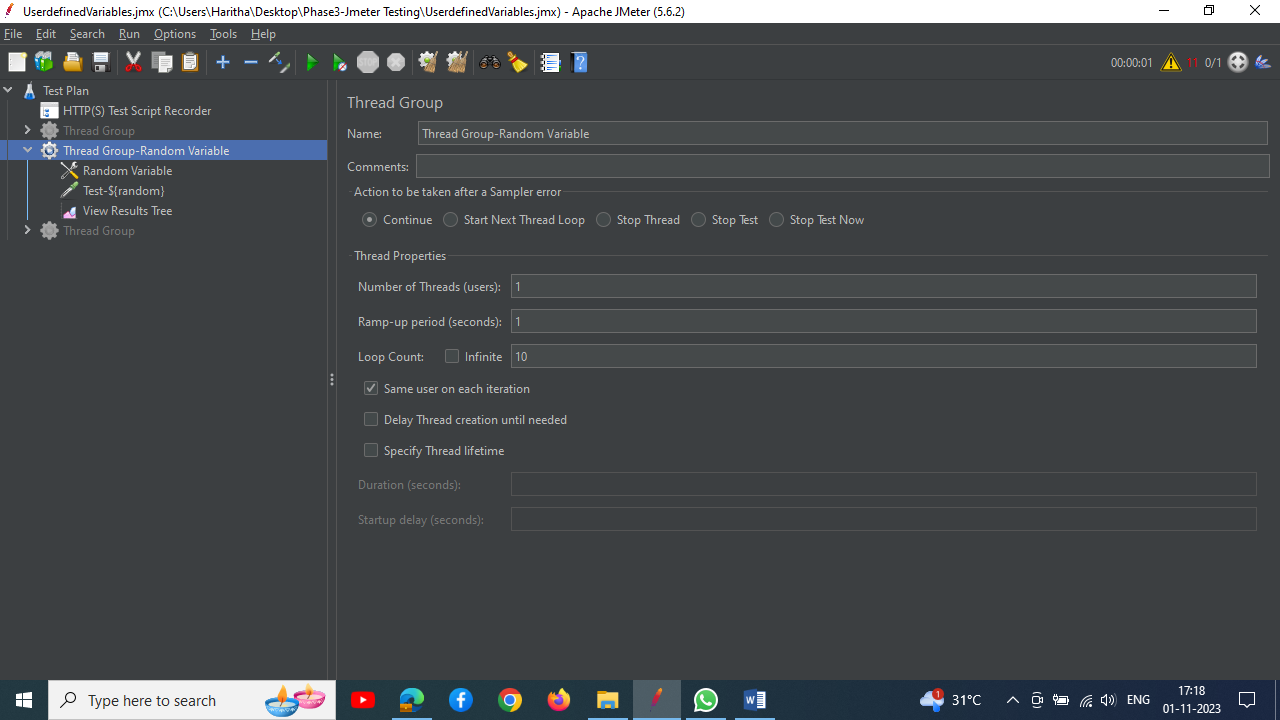 UserdefinedVariables.jmx (C:\Users\Haritha\Desktop\Phase3-Jmeter Testing\UserdefinedVariables.jmx) - Apache JMeter (5.6.2)
File Edit Search Run Options Tools Help
STOP 00:00:01 11 0/1
Test Plan
HTTP(S) Test Script Recorder
Thread Group
Thread Group-Random Variable
Random Variable
Test-${random}
View Results Tree
Thread Group
Thread Group
Name: Thread Group-Random Variable
Comments:
Action to be taken after a Sampler error
Continue Start Next Thread Loop Stop Thread Stop Test Stop Test Now
Thread Properties
Number of Threads (users): 1
Ramp-up period (seconds): 1
Loop Count: Infinite 10
Same user on each iteration
Delay Thread creation until needed
Specify Thread lifetime
Duration (seconds):
Startup delay (seconds):
Type here to search 1 31°C ENG 17:18
01-11-2023